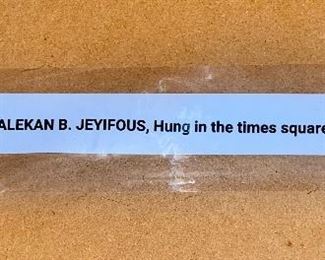 ALEKAN B. JEYIFOUS, Hung in the times square